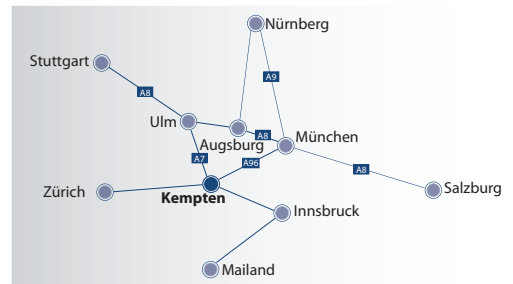 Nürnberg
Stuttgart
A9
A8
Ulm
A8
München
Augsburg
A7
A96
A8
Zürich
Kempten
Salzburg
Innsbruck
Mailand